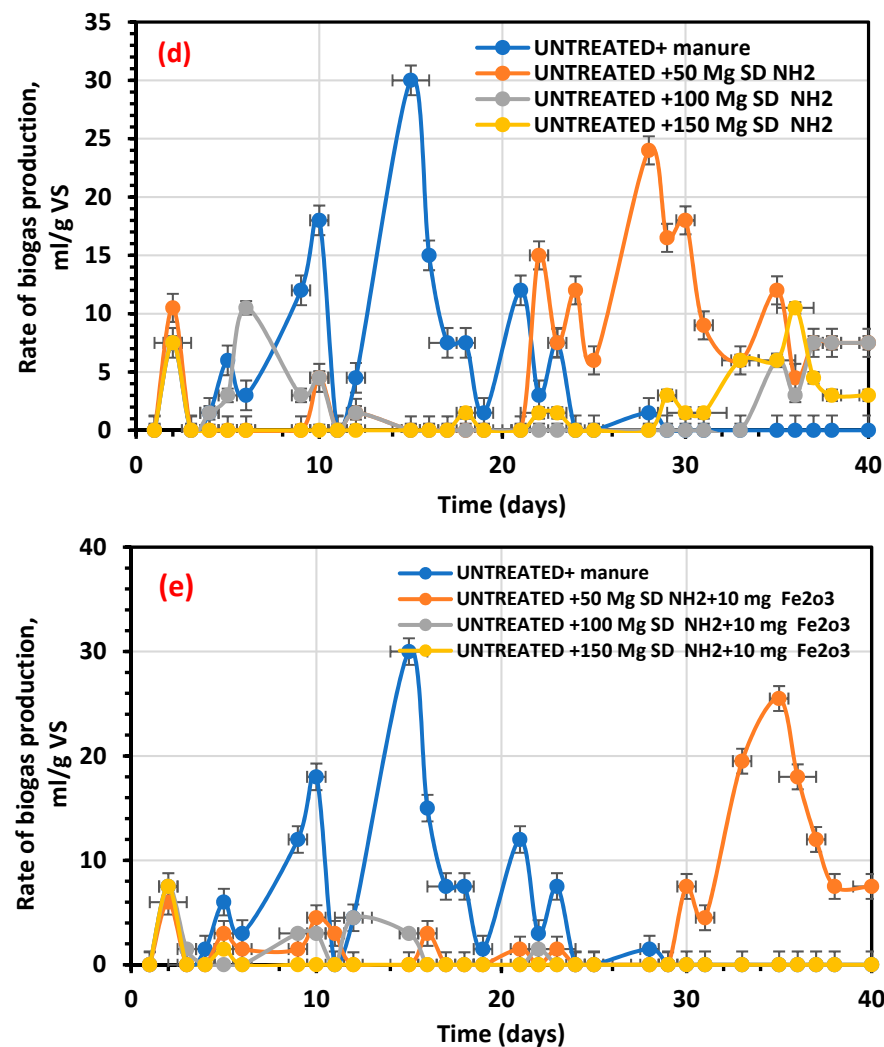 (d)
UNTREATED+ manure
UNTREATED +50 Mg SD NH2
UNTREATED +100 Mg SD  NH2
UNTREATED +150 Mg SD  NH2
Rate of biogas production,
ml/g VS
35
30
25
20
15
10
5
0
0 10 20 30 40
Time (days)
(e)
UNTREATED+ manure
UNTREATED +50 Mg SD NH2+10 mg  Fe2o3
UNTREATED +100 Mg SD  NH2+10 mg  Fe2o3
UNTREATED +150 Mg SD  NH2+10 mg  Fe2o3
Rate of biogas production,
ml/g VS
40
30
20
10
0
0 10 20 30 40
Time (days)